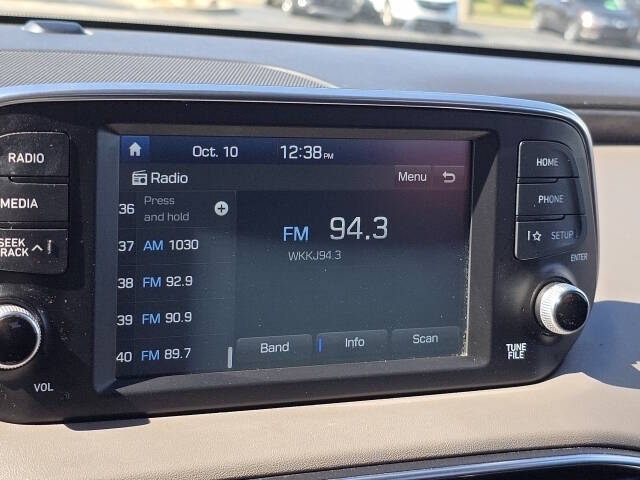 RADIO
MEDIA
SEEK
TRACK
VOL
Oct. 10 12:38 PM
Radio Menu
36 Press and hold
37 AM 1030
38 FM 92.9
39 FM 90.9
40 FM 89.7
FM 94.3
WKKJ94.3
Band Info Scan
HOME
PHONE
SETUP
ENTER
TUNE
FILE